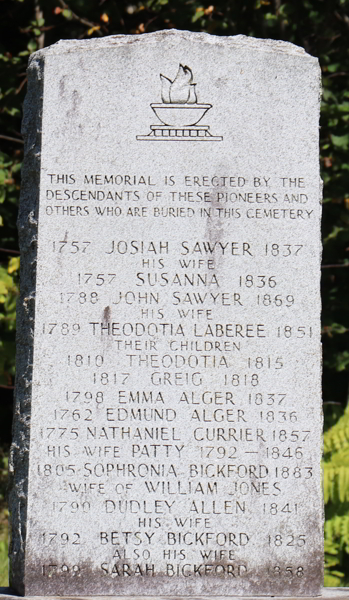 THIS MEMORIAL IS ERECTED BY THE
DESCENDANTS OF THESE PIONEERS AND
OTHERS WHO ARE BURIED IN THIS CEMETERY
1757 JOSIAH SAWYER 1837
HIS WIFE
1757 SUSANNA 1836
1788 JOHN SAWYER 1869
HIS WIFE
1789 THEODOTIA LABEREE 1851
THEIR CHILDREN
1810 THEODOTIA 1815
1817 GREIG 1818
1798 EMMA ALGER 1837
1762 EDMUND ALGER 1836
1775 NATHANIEL CURRIER 1857
HIS WIFE PATTY 1792 - 1846
1805 - SOPHRONIA BICKFORD 1883
WIFE OF WILLIAM JONES
1790 DUDLEY ALLEN 1841
HIS WIFE
1792 BETSY BICKFORD 1825
ALSO HIS WIFE
1799 SARAH BICKFORD 1858